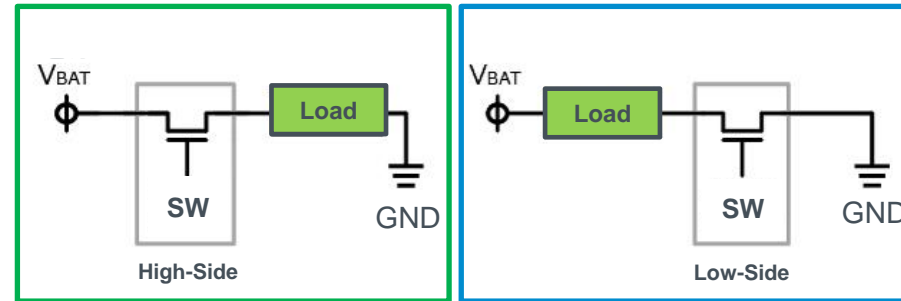 VBAT
Load
SW
GND
High-Side
VBAT
Load
SW
GND
Low-Side